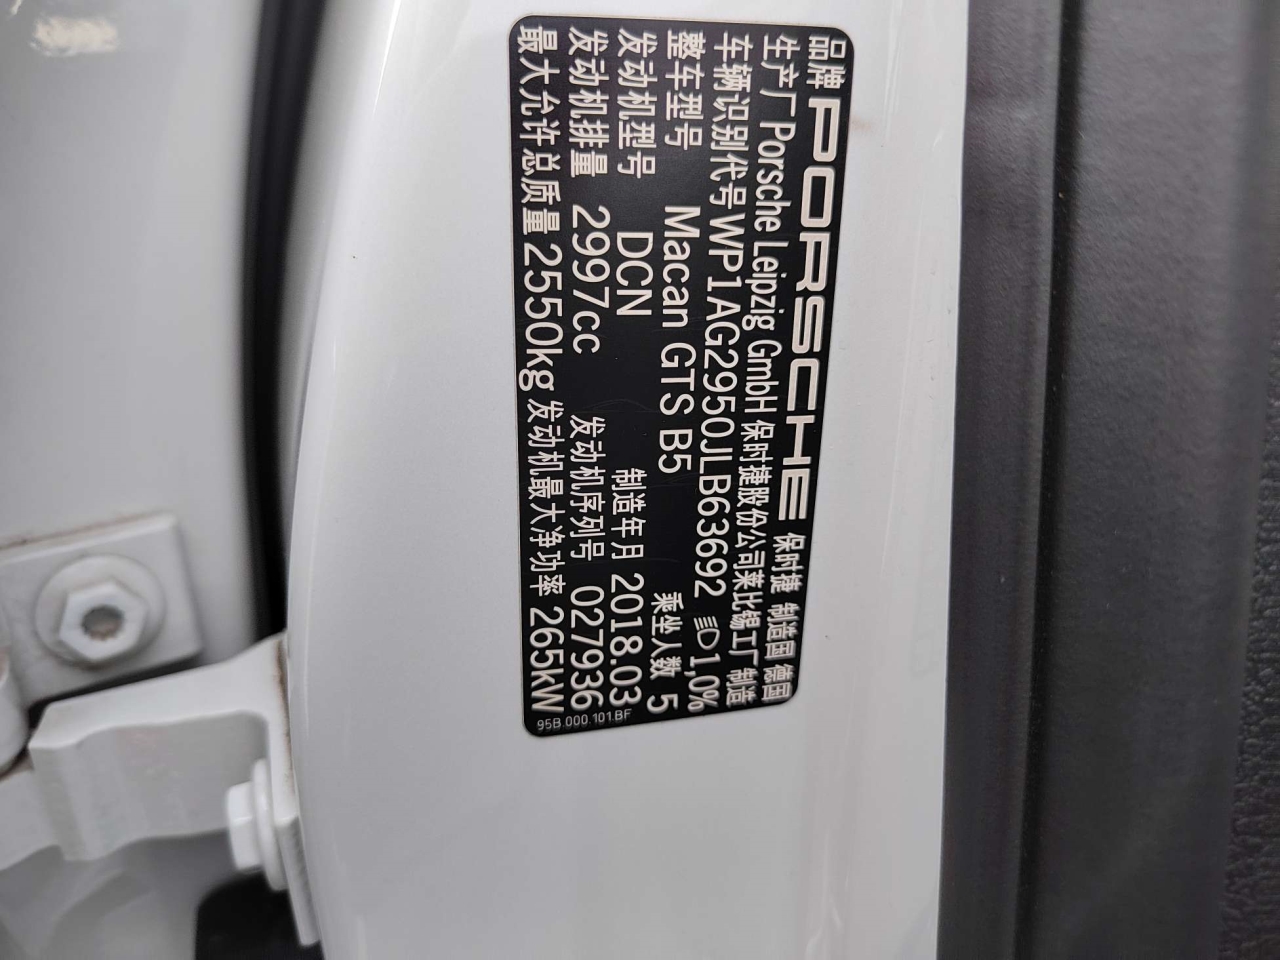 品牌 PORSCHE 保时捷 制造国 德国
生产厂 Porsche Leipzig GmbH 保时捷股份公司莱比锡工厂 制造
车辆识别代号 WP1AG2950JLB63692 1,0%
整车型号 Macan GTS B5 乘坐人数 5
发动机型号 DCN 制造年月 2018.03
发动机排量 2997cc 发动机序列号 027936
最大允许总质量 2550kg 发动机最大净功率 265kW
95B.000.101.BF